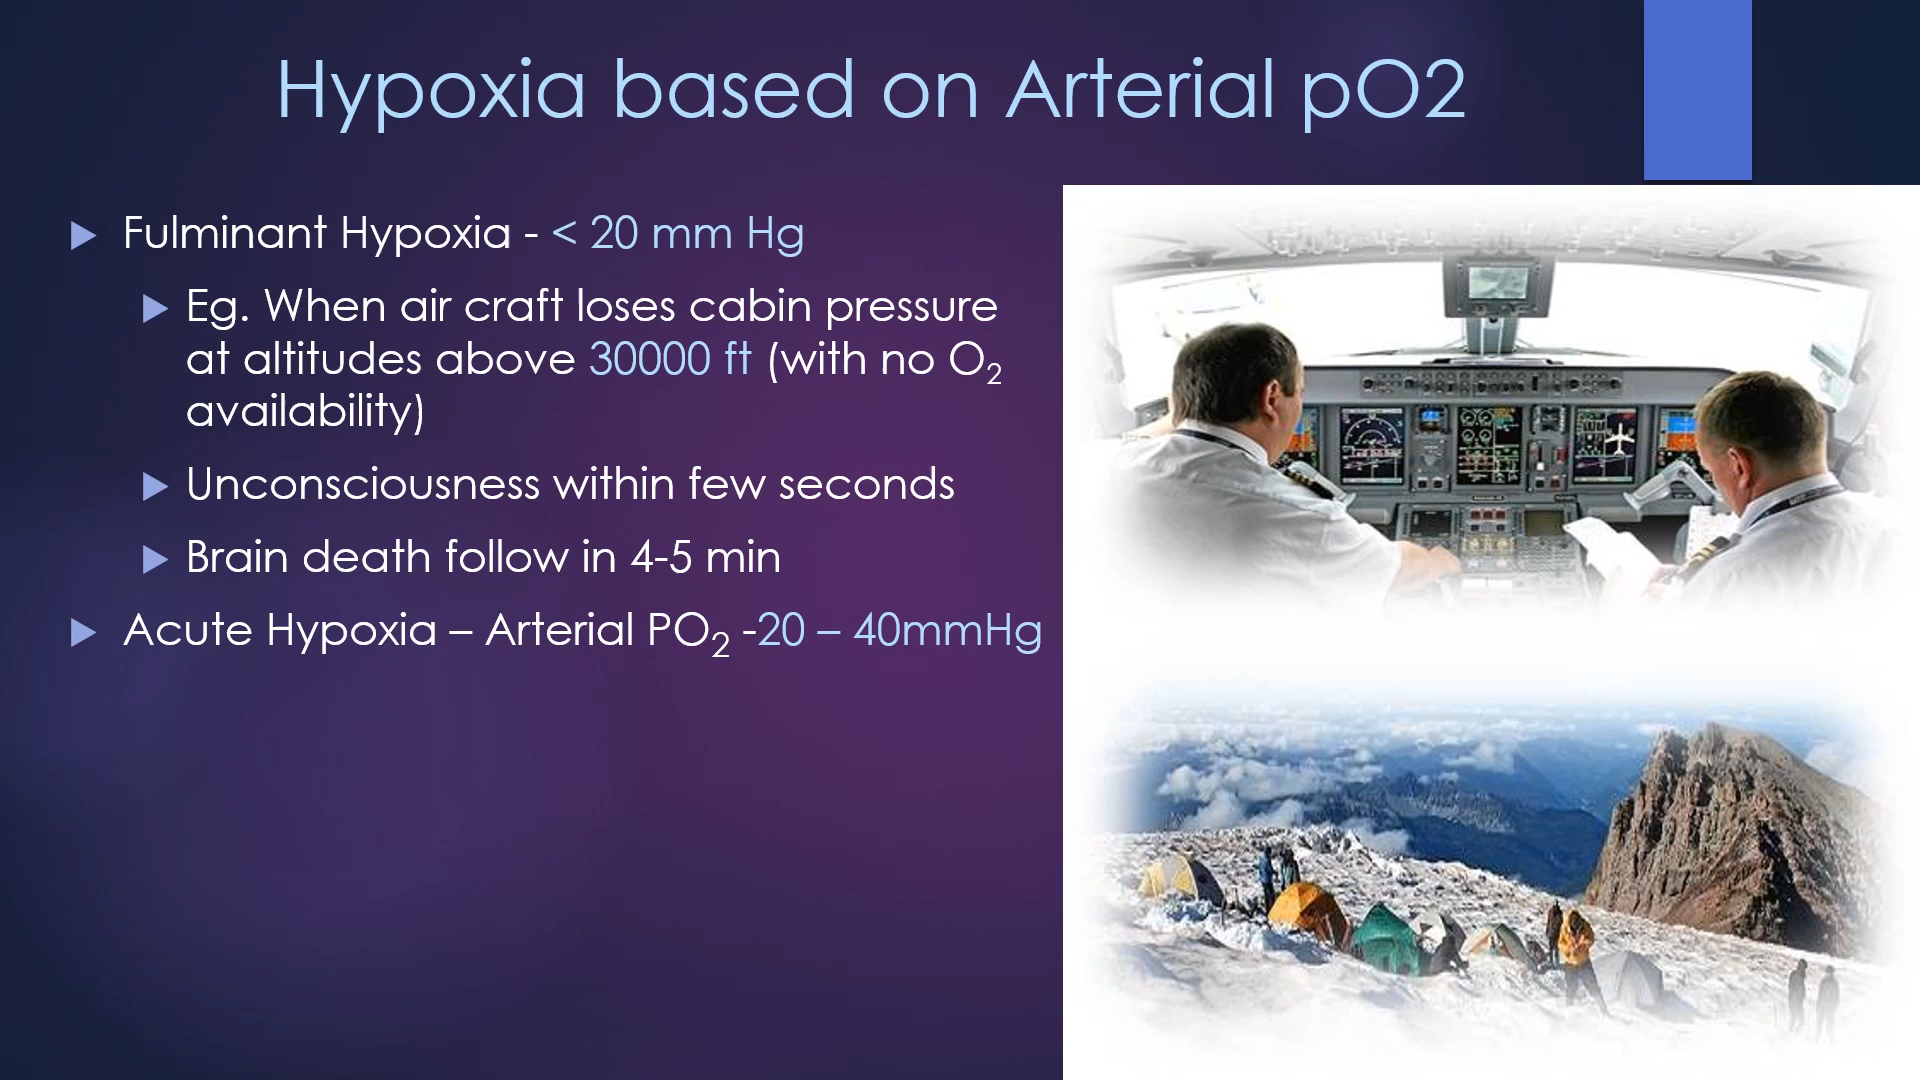 Hypoxia based on Arterial pO2
Fulminant Hypoxia - < 20 mm Hg
Eg. When air craft loses cabin pressure
at altitudes above 30000 ft (with no O₂
availability)
Unconsciousness within few seconds
Brain death follow in 4-5 min
Acute Hypoxia – Arterial PO₂ -20 – 40mmHg